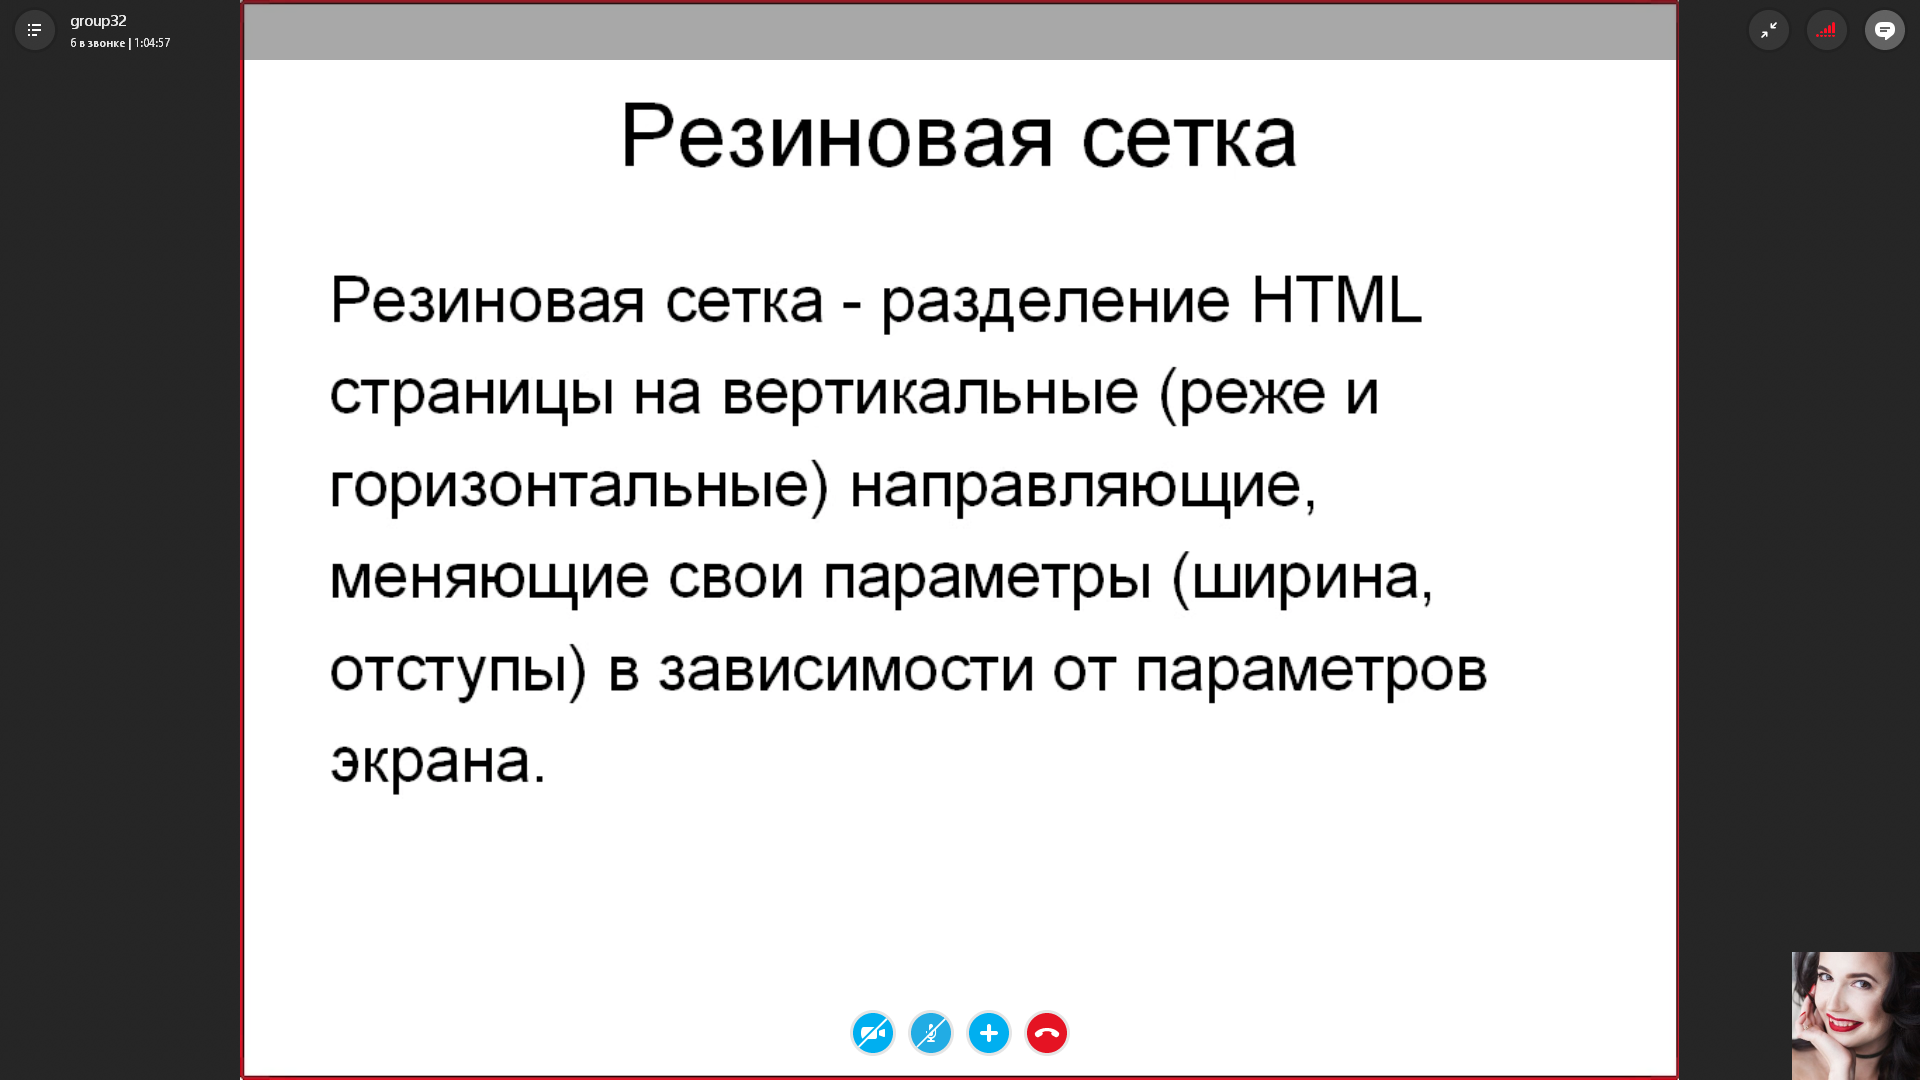 group32
6 в звонке | 1:04:57
Резиновая сетка
Резиновая сетка - разделение HTML
страницы на вертикальные (реже и
горизонтальные) направляющие,
меняющие свои параметры (ширина,
отступы) в зависимости от параметров
экрана.